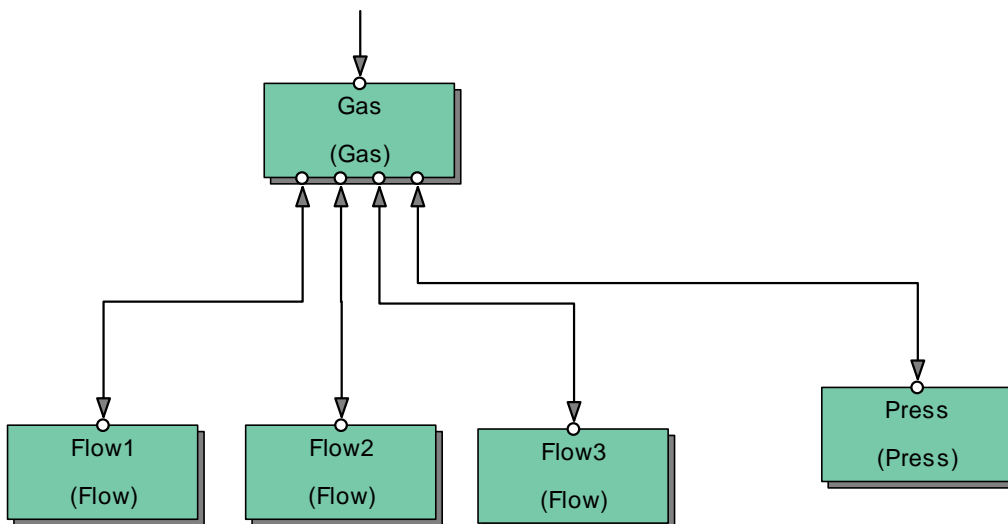 Gas
(Gas)
Flow1
(Flow)
Flow2
(Flow)
Flow3
(Flow)
Press
(Press)